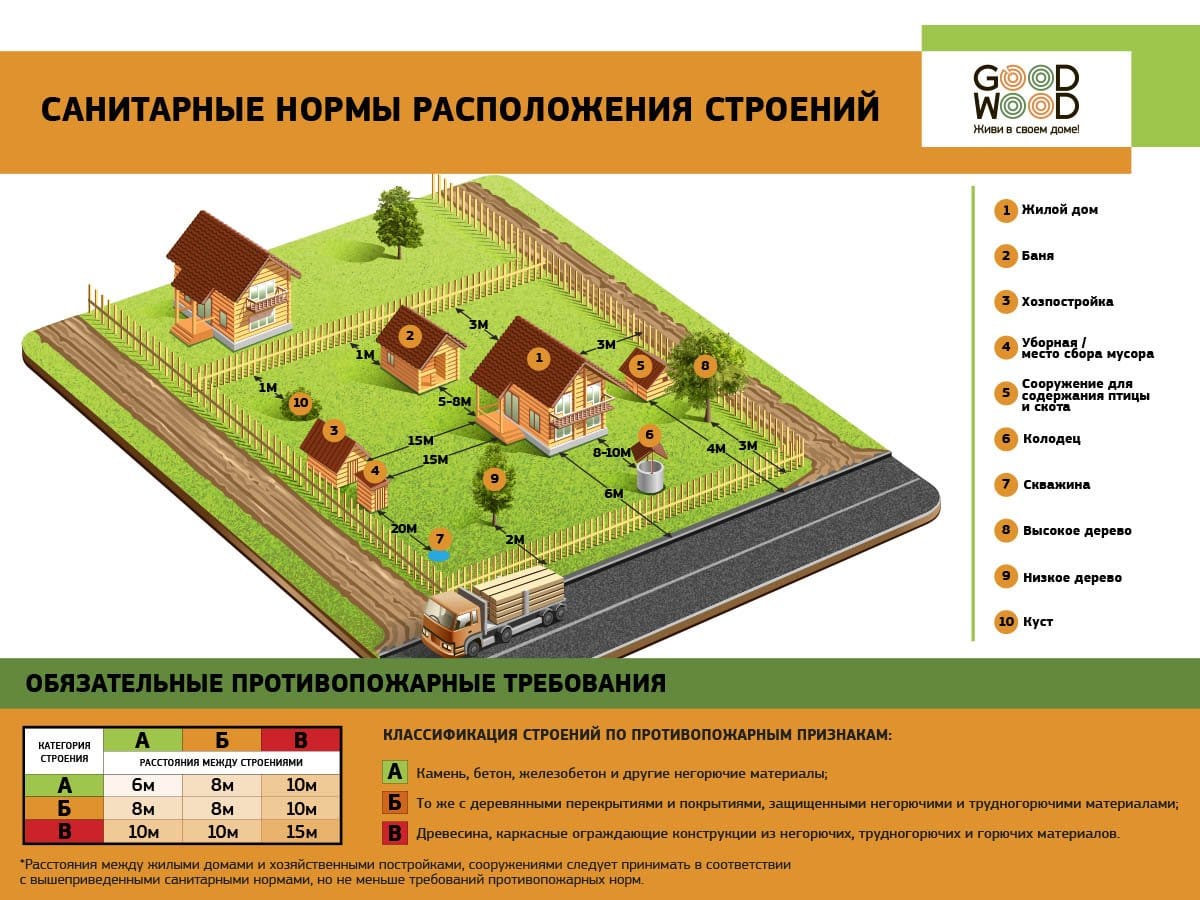 GOOD
WOOD
Живи в своем доме!
САНИТАРНЫЕ НОРМЫ РАСПОЛОЖЕНИЯ СТРОЕНИЙ
1 Жилой дом
2 Баня
3 Хозпостройка
4 Уборная /
место сбора мусора
5 Сооружение для
содержания птицы
и скота
6 Колодец
7 Скважина
8 Высокое дерево
9 Низкое дерево
10 Куст
2
3М
1
3М
1М
5
8
1М
10
5-8М
3
15М
6
8-10М
4М
3М
4
15М
9
6М
20М
7
2М
ОБЯЗАТЕЛЬНЫЕ ПРОТИВОПОЖАРНЫЕ ТРЕБОВАНИЯ
КАТЕГОРИЯ
СТРОЕНИЯ
А Б В
РАССТОЯНИЯ МЕЖДУ СТРОЕНИЯМИ
А 6м 8м 10м
Б 8м 8м 10м
В 10м 10м 15м
КЛАССИФИКАЦИЯ СТРОЕНИЙ ПО ПРОТИВОПОЖАРНЫМ ПРИЗНАКАМ:
А Камень, бетон, железобетон и другие негорючие материалы;
Б То же с деревянными перекрытиями и покрытиями, защищенными негорючими и трудногорючими материалами;
В Древесина, каркасные ограждающие конструкции из негорючих, трудногорючих и горючих материалов.
*Расстояния между жилыми домами и хозяйственными постройками, сооружениями следует принимать в соответствии
с вышеприведенными санитарными нормами, но не меньше требований противопожарных норм.